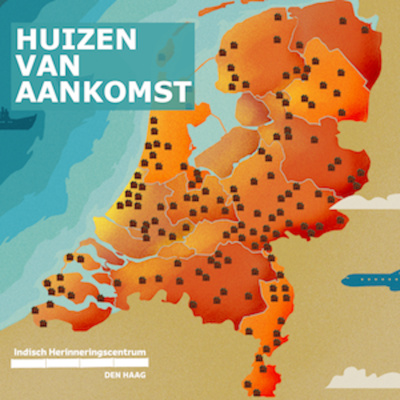 HUIZEN
VAN
AANKOMST
Indisch Herinneringscentrum
DEN HAAG